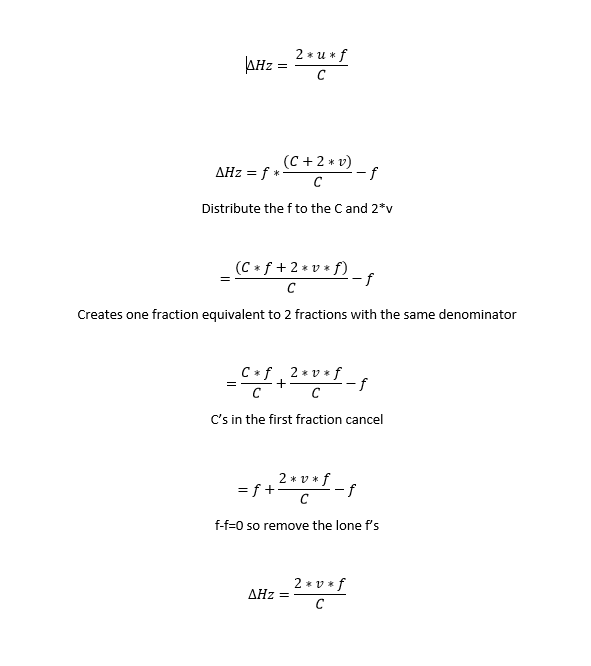 ΔHz = 2 * u * f / C
ΔHz = f * (C + 2 * v) / C − f
Distribute the f to the C and 2*v
= (C * f + 2 * v * f) / C − f
Creates one fraction equivalent to 2 fractions with the same denominator
= C * f / C + 2 * v * f / C − f
C’s in the first fraction cancel
= f + 2 * v * f / C − f
f-f=0 so remove the lone f’s
ΔHz = 2 * v * f / C